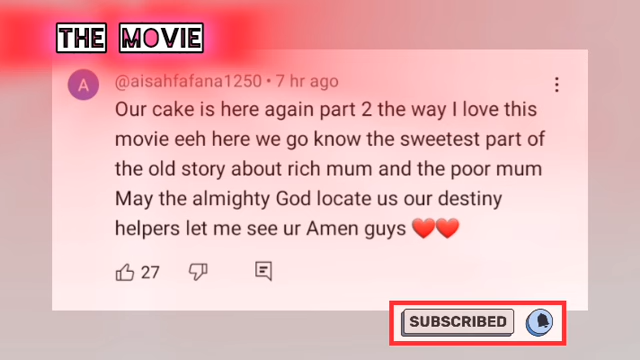 THE MOVIE
A
@aisahfafana1250 • 7 hr ago
Our cake is here again part 2 the way I love this
movie eeh here we go know the sweetest part of
the old story about rich mum and the poor mum
May the almighty God locate us our destiny
helpers let me see ur Amen guys ❤️❤️
27
SUBSCRIBED